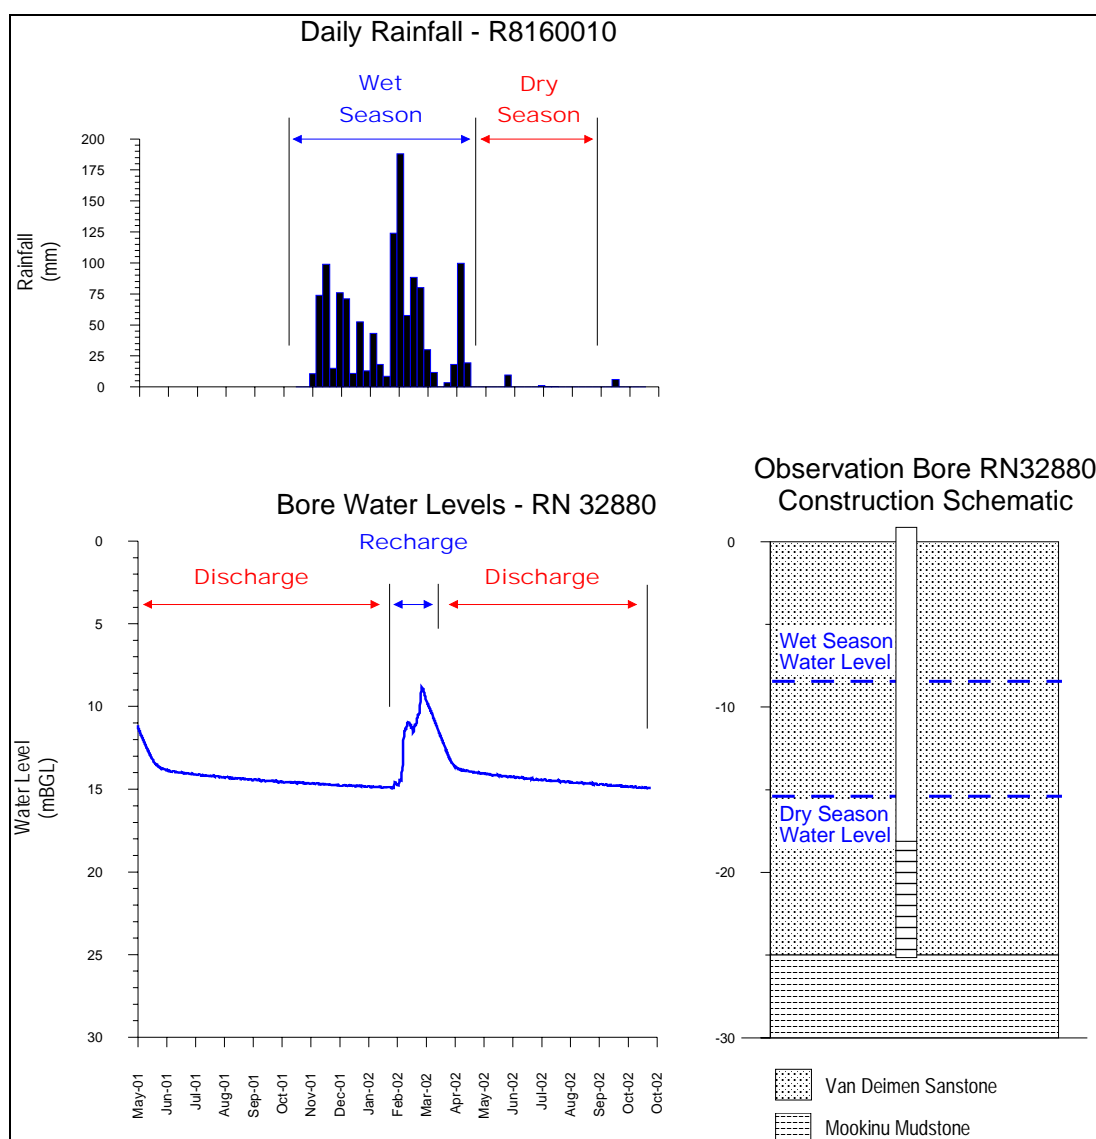 Daily Rainfall - R8160010
Wet
Season
Dry
Season
200
175
150
125
100
75
50
25
0
Rainfall
(mm)
Bore Water Levels - RN 32880
Recharge
Discharge
Discharge
0
5
10
15
20
25
30
Water Level
(mBGL)
May-01
Jun-01
Jul-01
Aug-01
Sep-01
Oct-01
Nov-01
Dec-01
Jan-02
Feb-02
Mar-02
Apr-02
May-02
Jun-02
Jul-02
Aug-02
Sep-02
Oct-02
Oct-02
Observation Bore RN32880
Construction Schematic
0
-10
-20
-30
Wet Season
Water Level
Dry Season
Water Level
Van Deimen Sanstone
Mookinu Mudstone